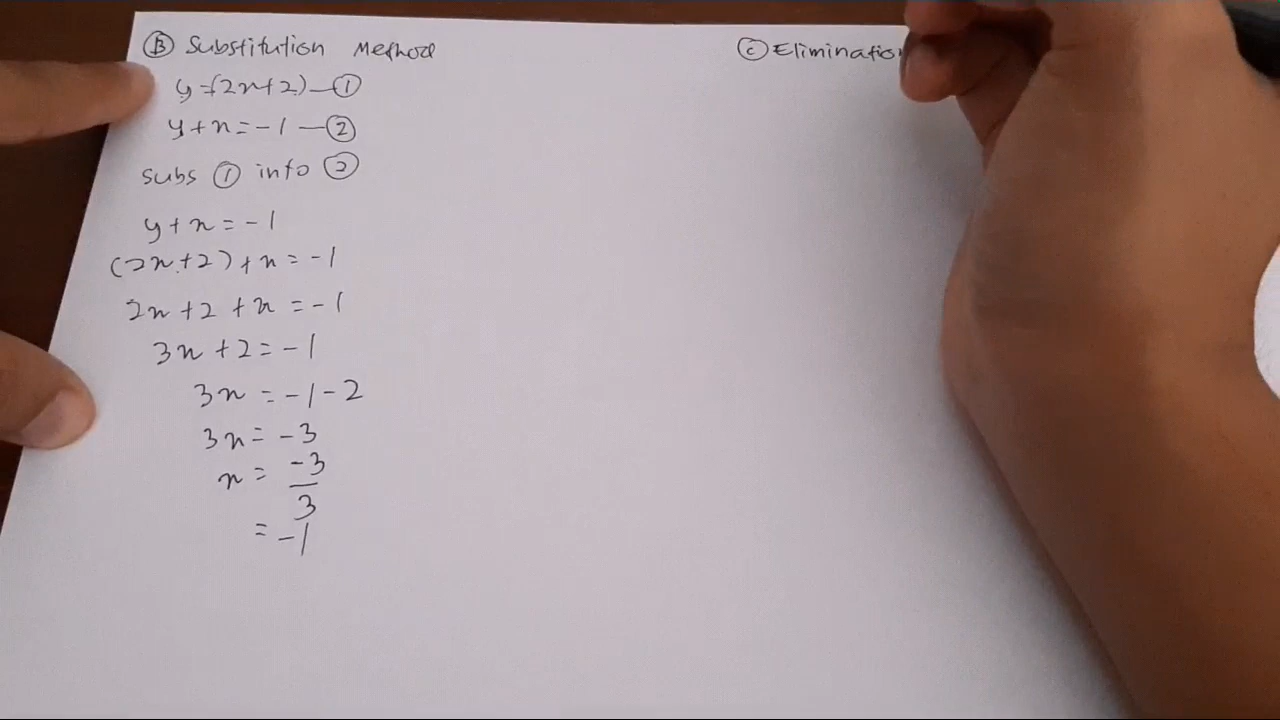 Ⓑ Substitution Method
y=(2x+2)—①
y+x=-1—②
subs ① into ②
y+x=-1
(2x+2)+x=-1
2x+2+x=-1
3x+2=-1
3x=-1-2
3x=-3
x=-3/3
=-1
Ⓒ Elimination